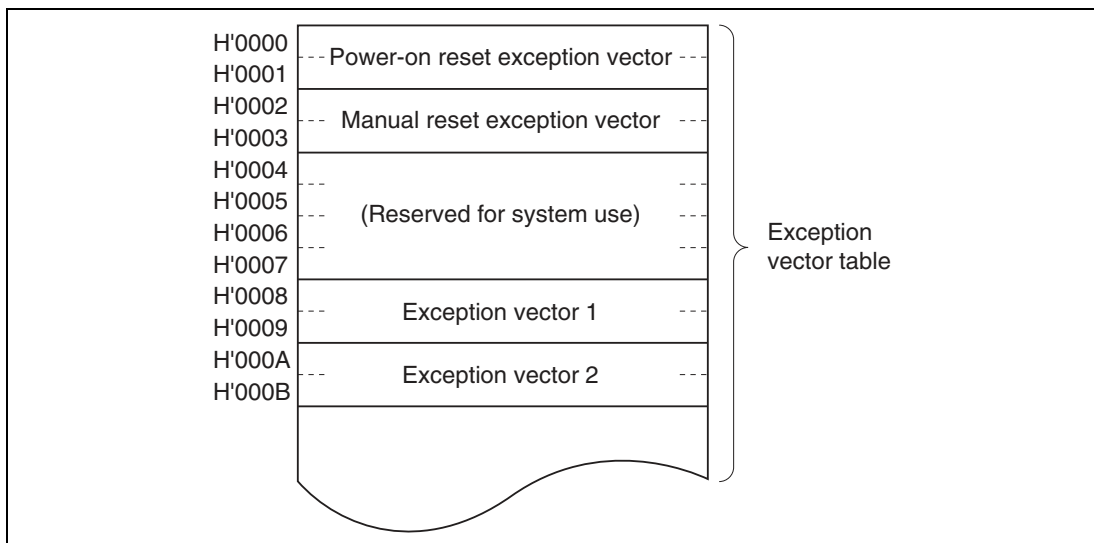 H'0000
Power-on reset exception vector
H'0001
H'0002
Manual reset exception vector
H'0003
H'0004
H'0005
(Reserved for system use)
H'0006
H'0007
H'0008
Exception vector 1
H'0009
H'000A
Exception vector 2
H'000B
Exception
vector table